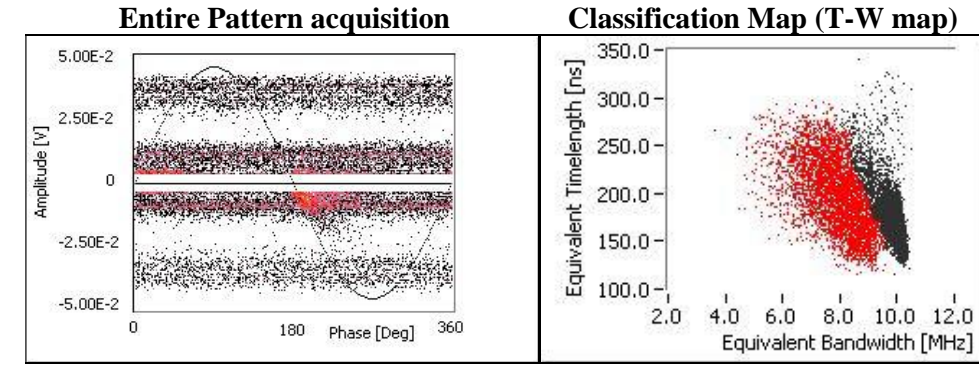 Entire Pattern acquisition
Classification Map (T-W map)
5.00E-2
2.50E-2
0
-2.50E-2
-5.00E-2
Amplitude [V]
0
180
Phase [Deg]
360
350.0
300.0
250.0
200.0
150.0
100.0
Equivalent Timelength [ns]
2.0
4.0
6.0
8.0
10.0
12.0
Equivalent Bandwidth [MHz]